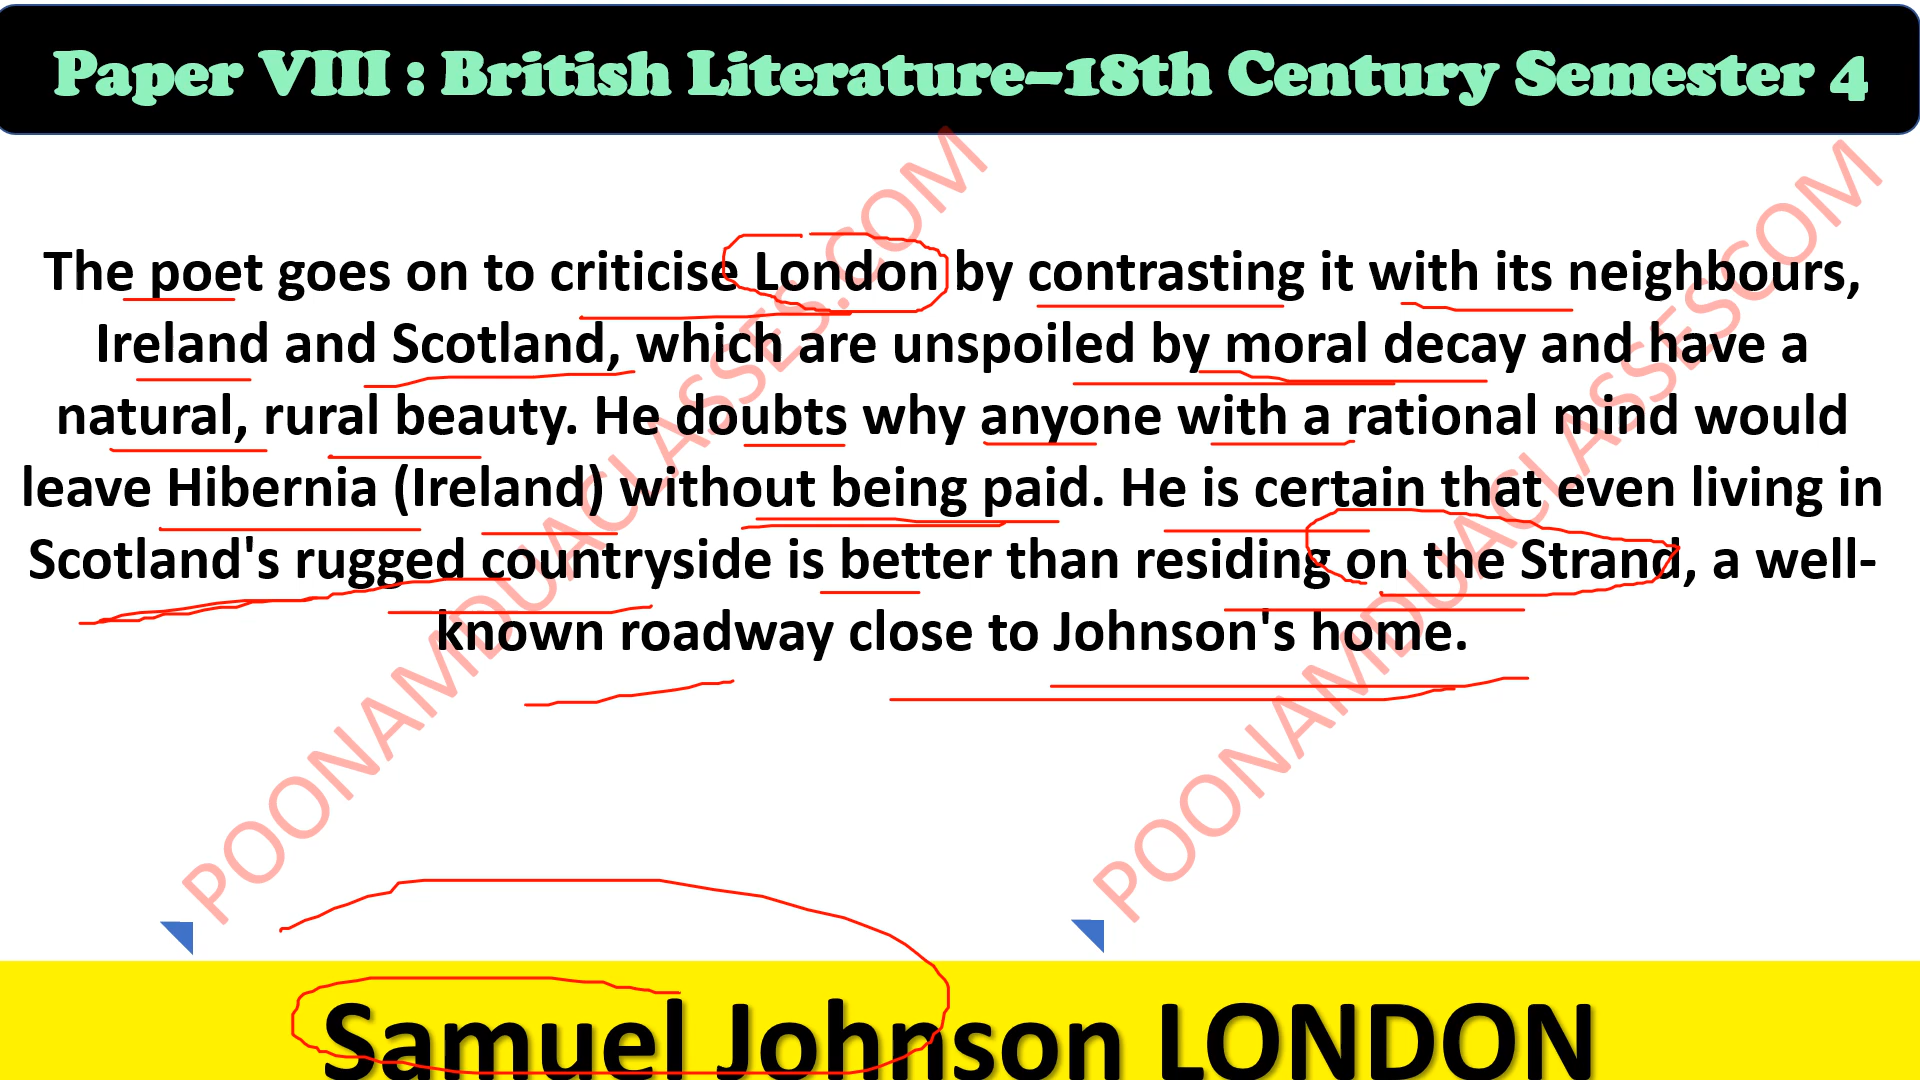 Paper VIII : British Literature–18th Century Semester 4
The poet goes on to criticise London by contrasting it with its neighbours,
Ireland and Scotland, which are unspoiled by moral decay and have a
natural, rural beauty. He doubts why anyone with a rational mind would
leave Hibernia (Ireland) without being paid. He is certain that even living in
Scotland's rugged countryside is better than residing on the Strand, a well-
known roadway close to Johnson's home.
POONAMDUACLASSES.COM
POONAMDUACLASSES.COM
Samuel Johnson LONDON